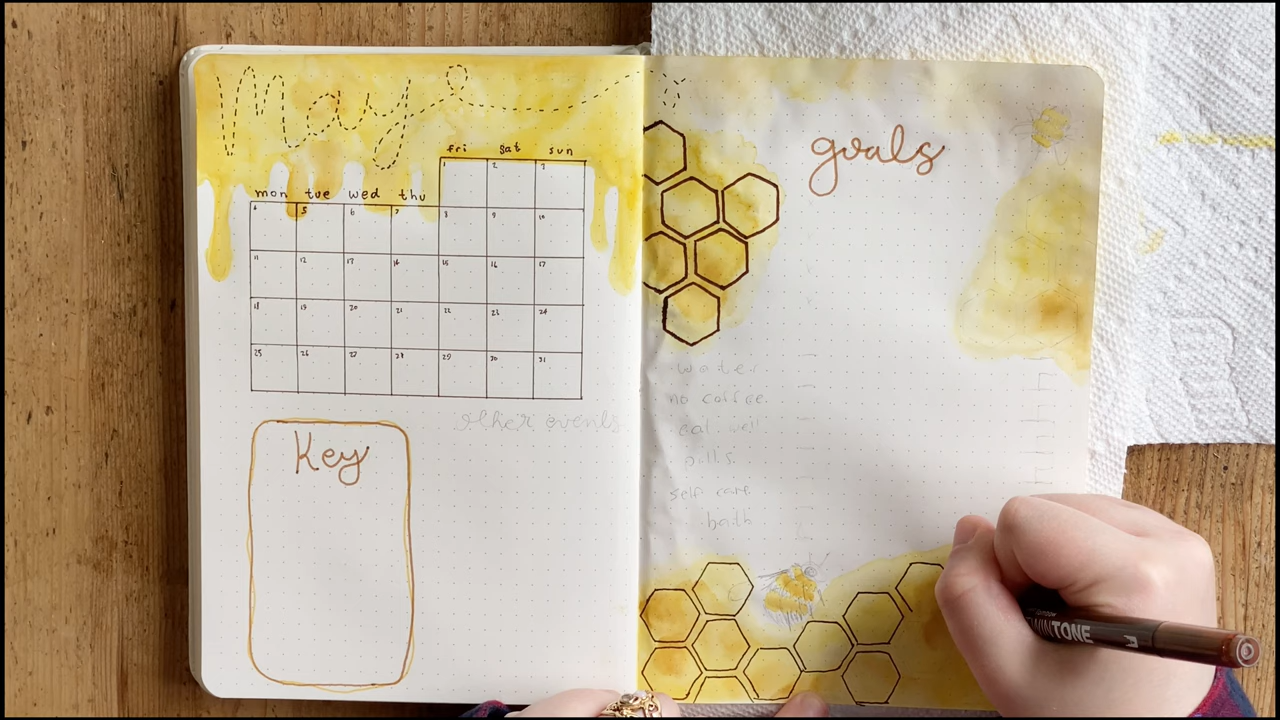 May
fri sat sun
mon tue wed thu
1 2 3
4 5 6 7 8 9 10
11 12 13 14 15 16 17
18 19 20 21 22 23 24
25 26 27 28 29 30 31
other events
Key
goals
water
no coffee
eat well
pills
self care
bath
TWINTONE